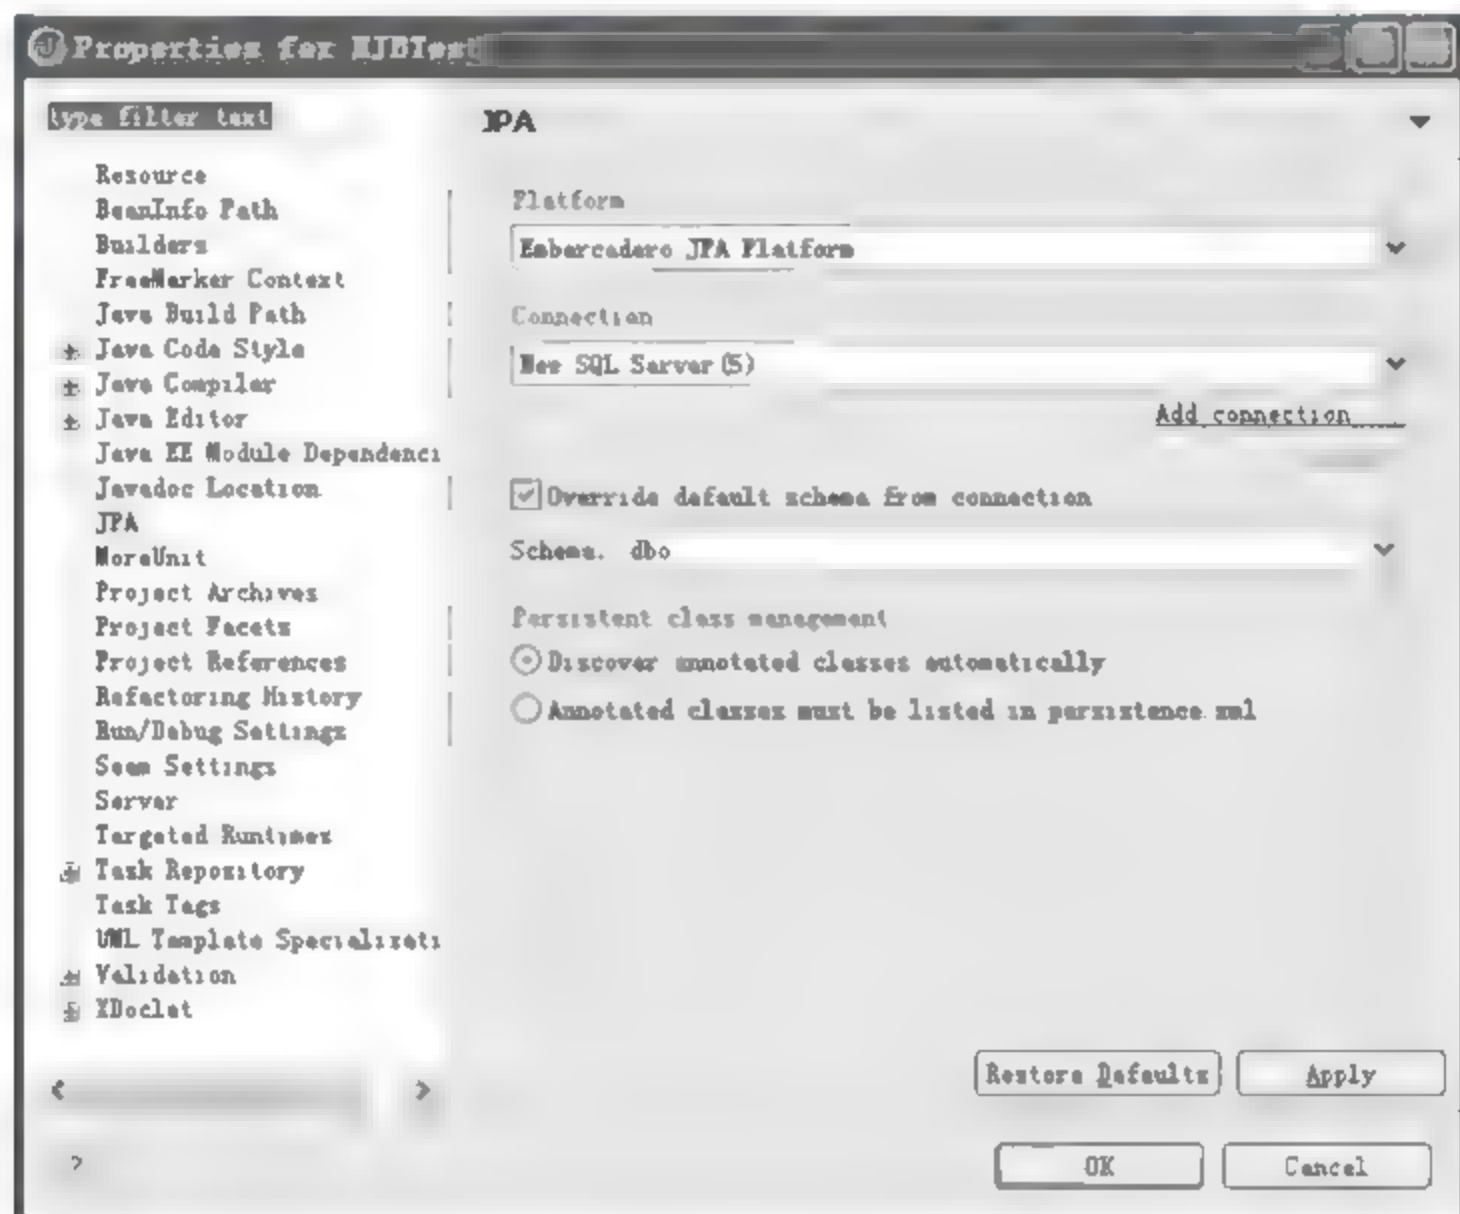 Properties for EJBTest
type filter text
Resource
BeanInfo Path
Builders
FreeMarker Context
Java Build Path
Java Code Style
Java Compiler
Java Editor
Java EE Module Dependenci
Javadoc Location
JPA
MoreUnit
Project Archives
Project Facets
Project References
Refactoring History
Run/Debug Settings
Seam Settings
Server
Targeted Runtimes
Task Repository
Task Tags
UML Template Specializati
Validation
XDoclet
JPA
Platform
Embarcadero JPA Platform
Connection
New SQL Server (5)
Add connection ...
Override default schema from connection
Schema: dbo
Persistent class management
Discover annotated classes automatically
Annotated classes must be listed in persistence.xml
Restore Defaults
Apply
?
OK
Cancel